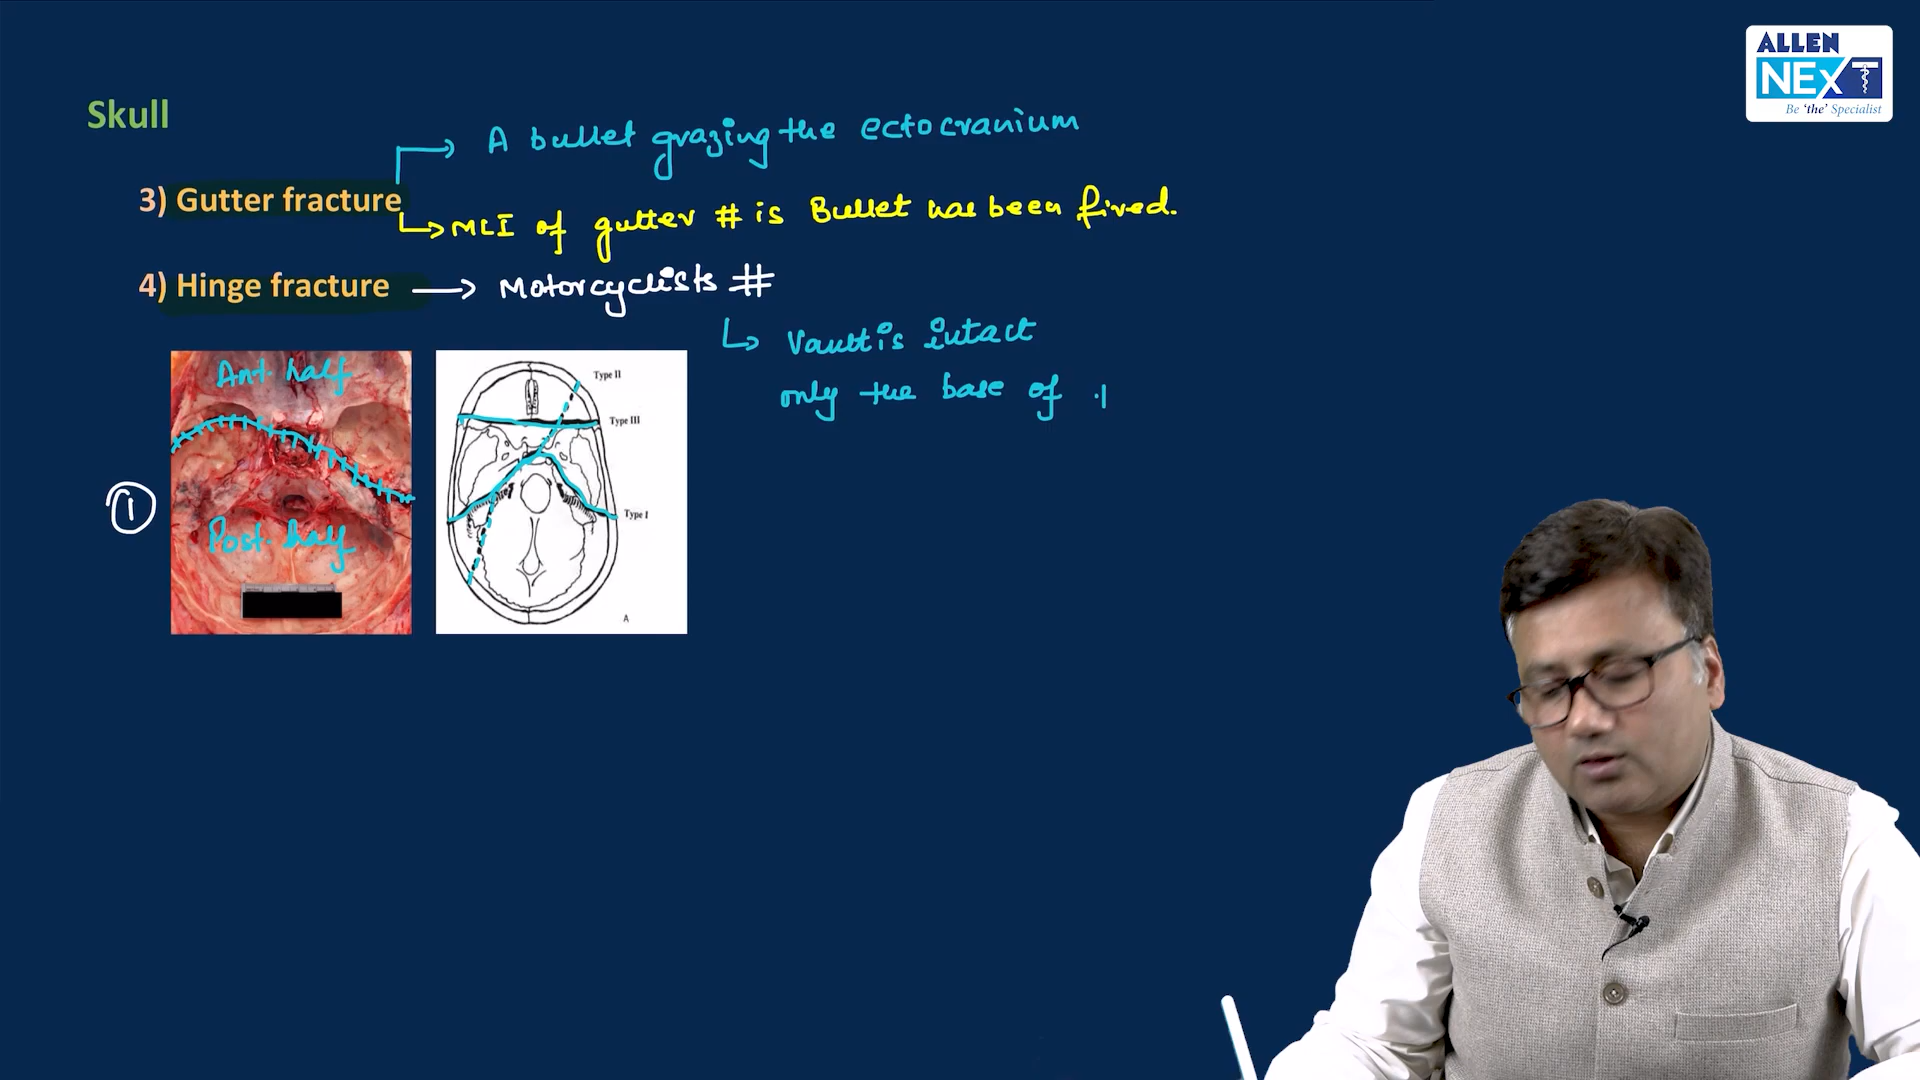 ALLEN
NEXT
Be 'the' Specialist
Skull
A bullet grazing the ectocranium
3) Gutter fracture
MLI of gutter # is Bullet has been fired.
4) Hinge fracture → Motorcyclists #
Vault is intact
only the base of
Ant. half
Post. half
1
Type II
Type III
Type I
A